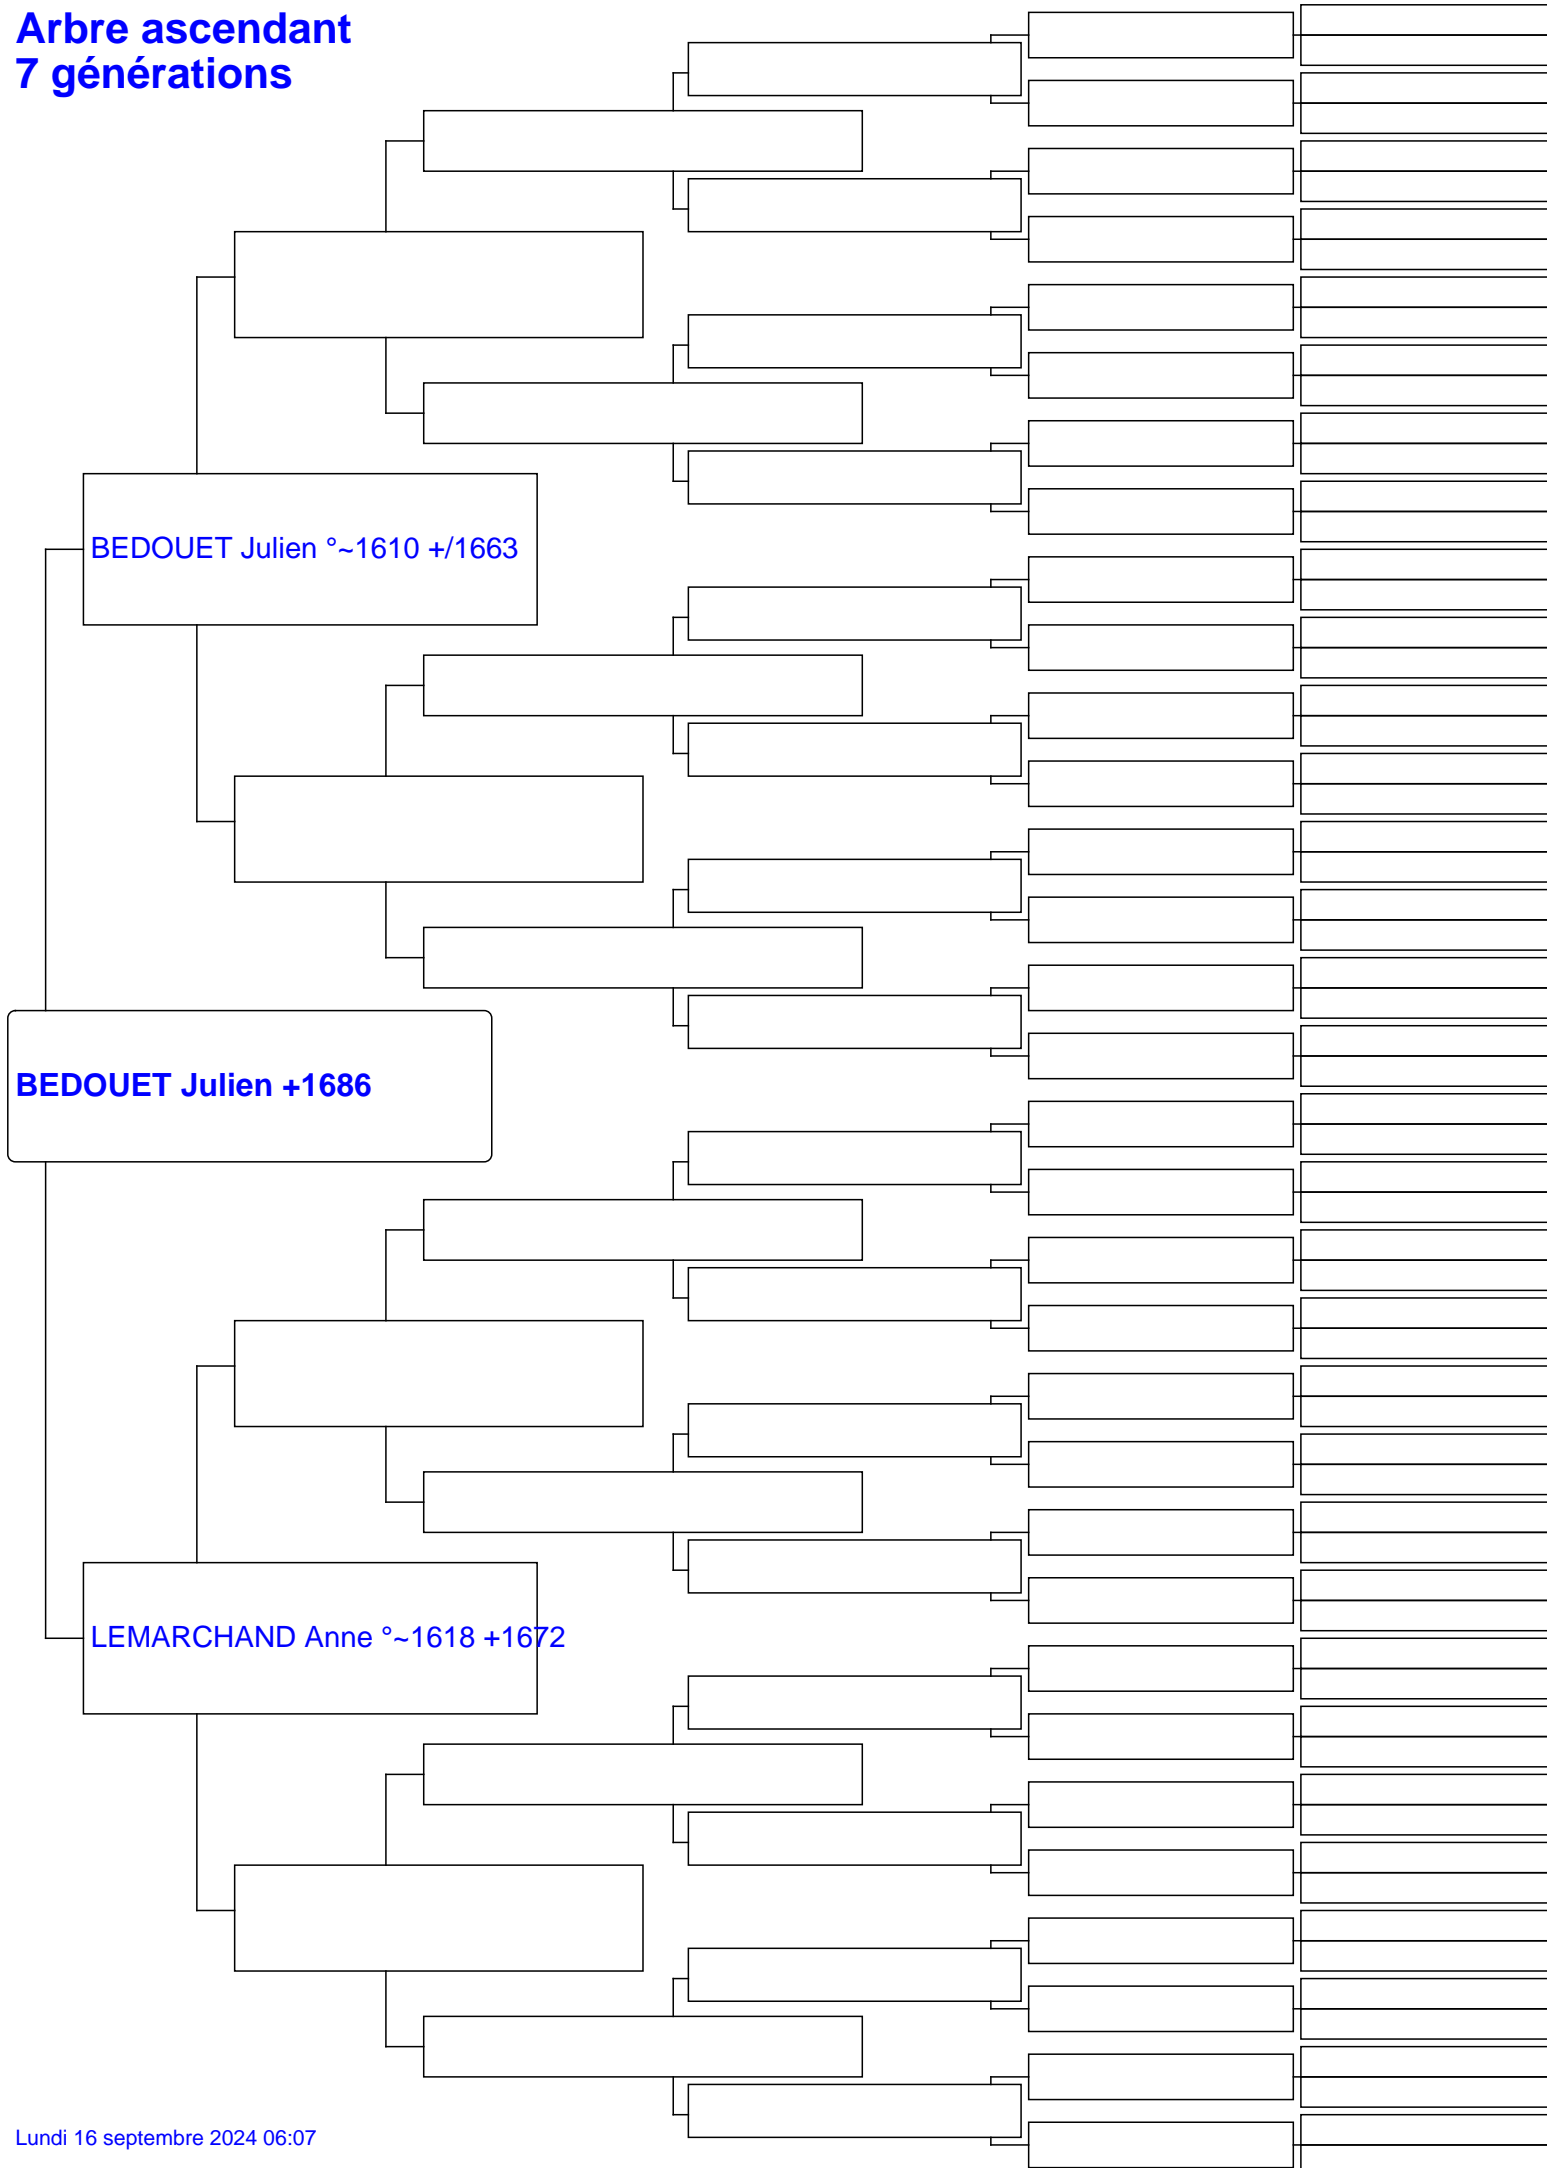 Arbre ascendant
7 générations
BEDOUET Julien °~1610 +/1663
BEDOUET Julien +1686
LEMARCHAND Anne °~1618 +1672
Lundi 16 septembre 2024 06:07